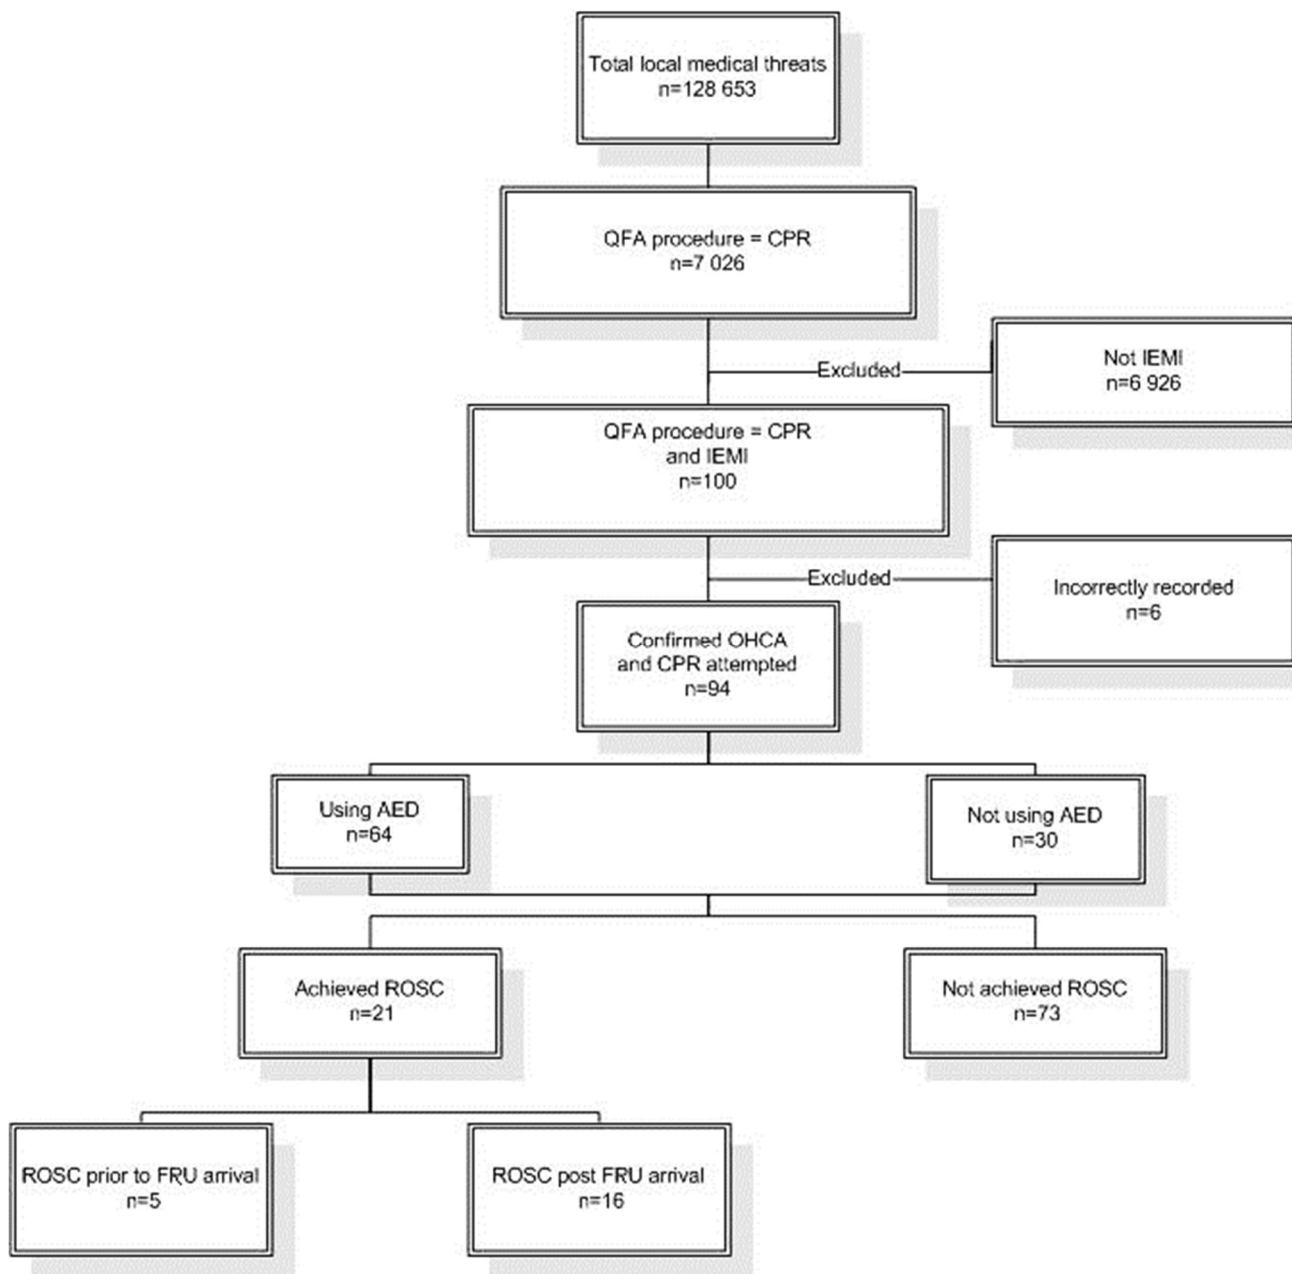 Total local medical threats
n=128 653
QFA procedure = CPR
n=7 026
Excluded
Not IEMI
n=6 926
QFA procedure = CPR
and IEMI
n=100
Excluded
Incorrectly recorded
n=6
Confirmed OHCA
and CPR attempted
n=94
Using AED
n=64
Not using AED
n=30
Achieved ROSC
n=21
Not achieved ROSC
n=73
ROSC prior to FRU arrival
n=5
ROSC post FRU arrival
n=16